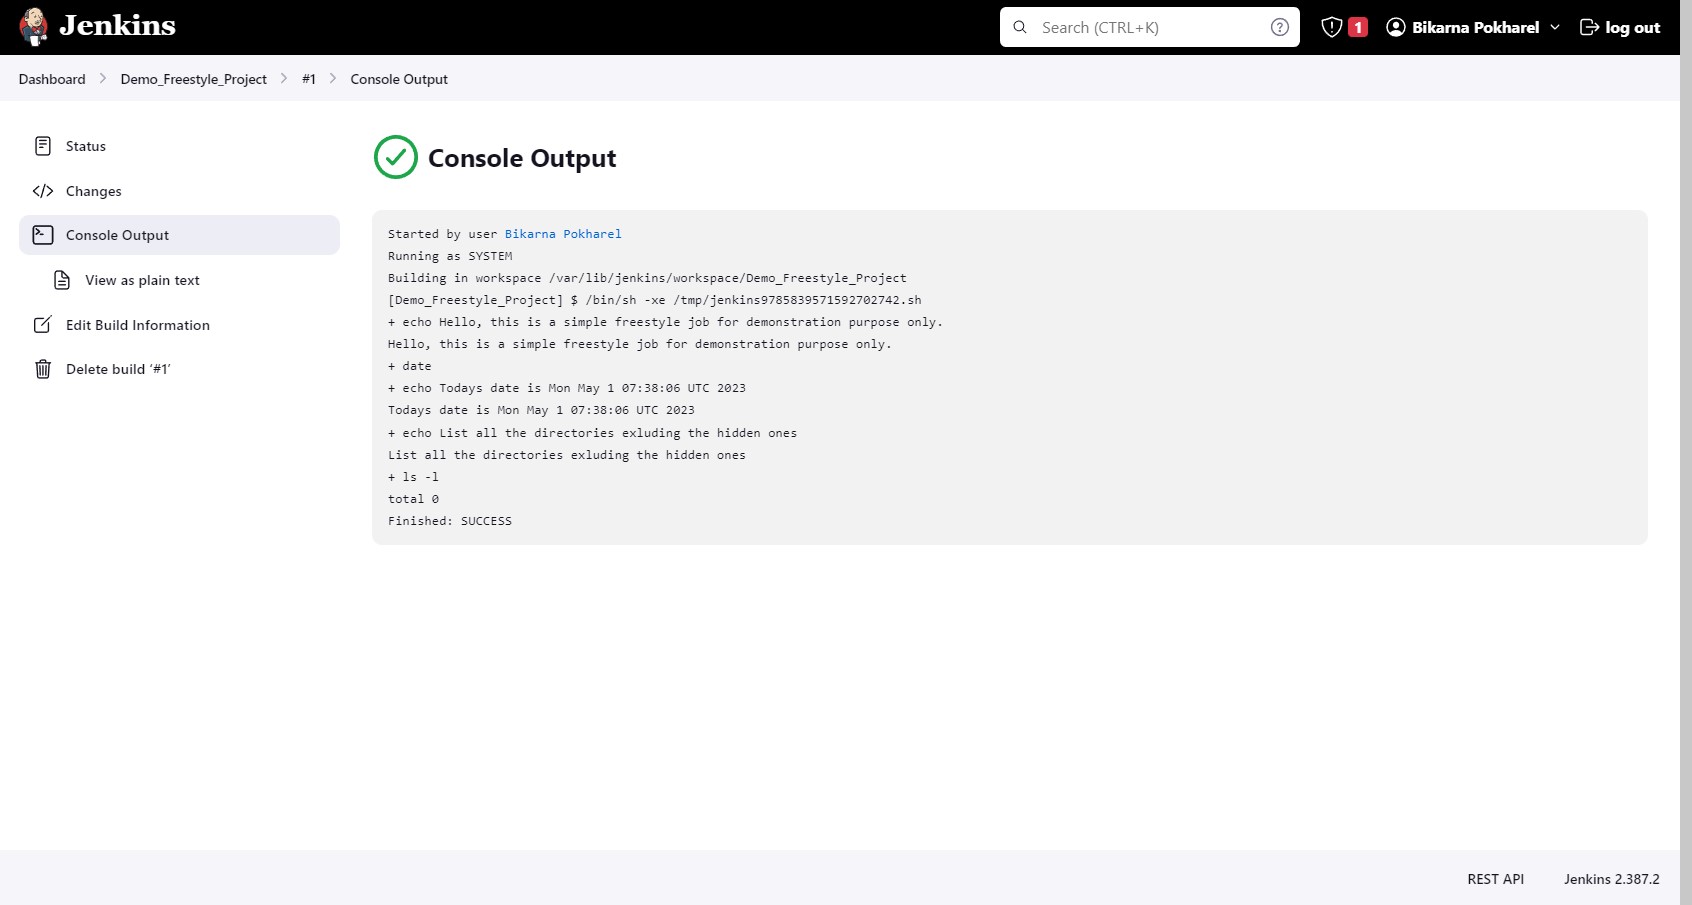 Jenkins
Search (CTRL+K)
1
Bikarna Pokharel
log out
Dashboard
Demo_Freestyle_Project
#1
Console Output
Status
Changes
Console Output
View as plain text
Edit Build Information
Delete build ‘#1’
Console Output
Started by user Bikarna Pokharel
Running as SYSTEM
Building in workspace /var/lib/jenkins/workspace/Demo_Freestyle_Project
[Demo_Freestyle_Project] $ /bin/sh -xe /tmp/jenkins9785839571592702742.sh
+ echo Hello, this is a simple freestyle job for demonstration purpose only.
Hello, this is a simple freestyle job for demonstration purpose only.
+ date
+ echo Todays date is Mon May 1 07:38:06 UTC 2023
Todays date is Mon May 1 07:38:06 UTC 2023
+ echo List all the directories exluding the hidden ones
List all the directories exluding the hidden ones
+ ls -l
total 0
Finished: SUCCESS
REST API
Jenkins 2.387.2